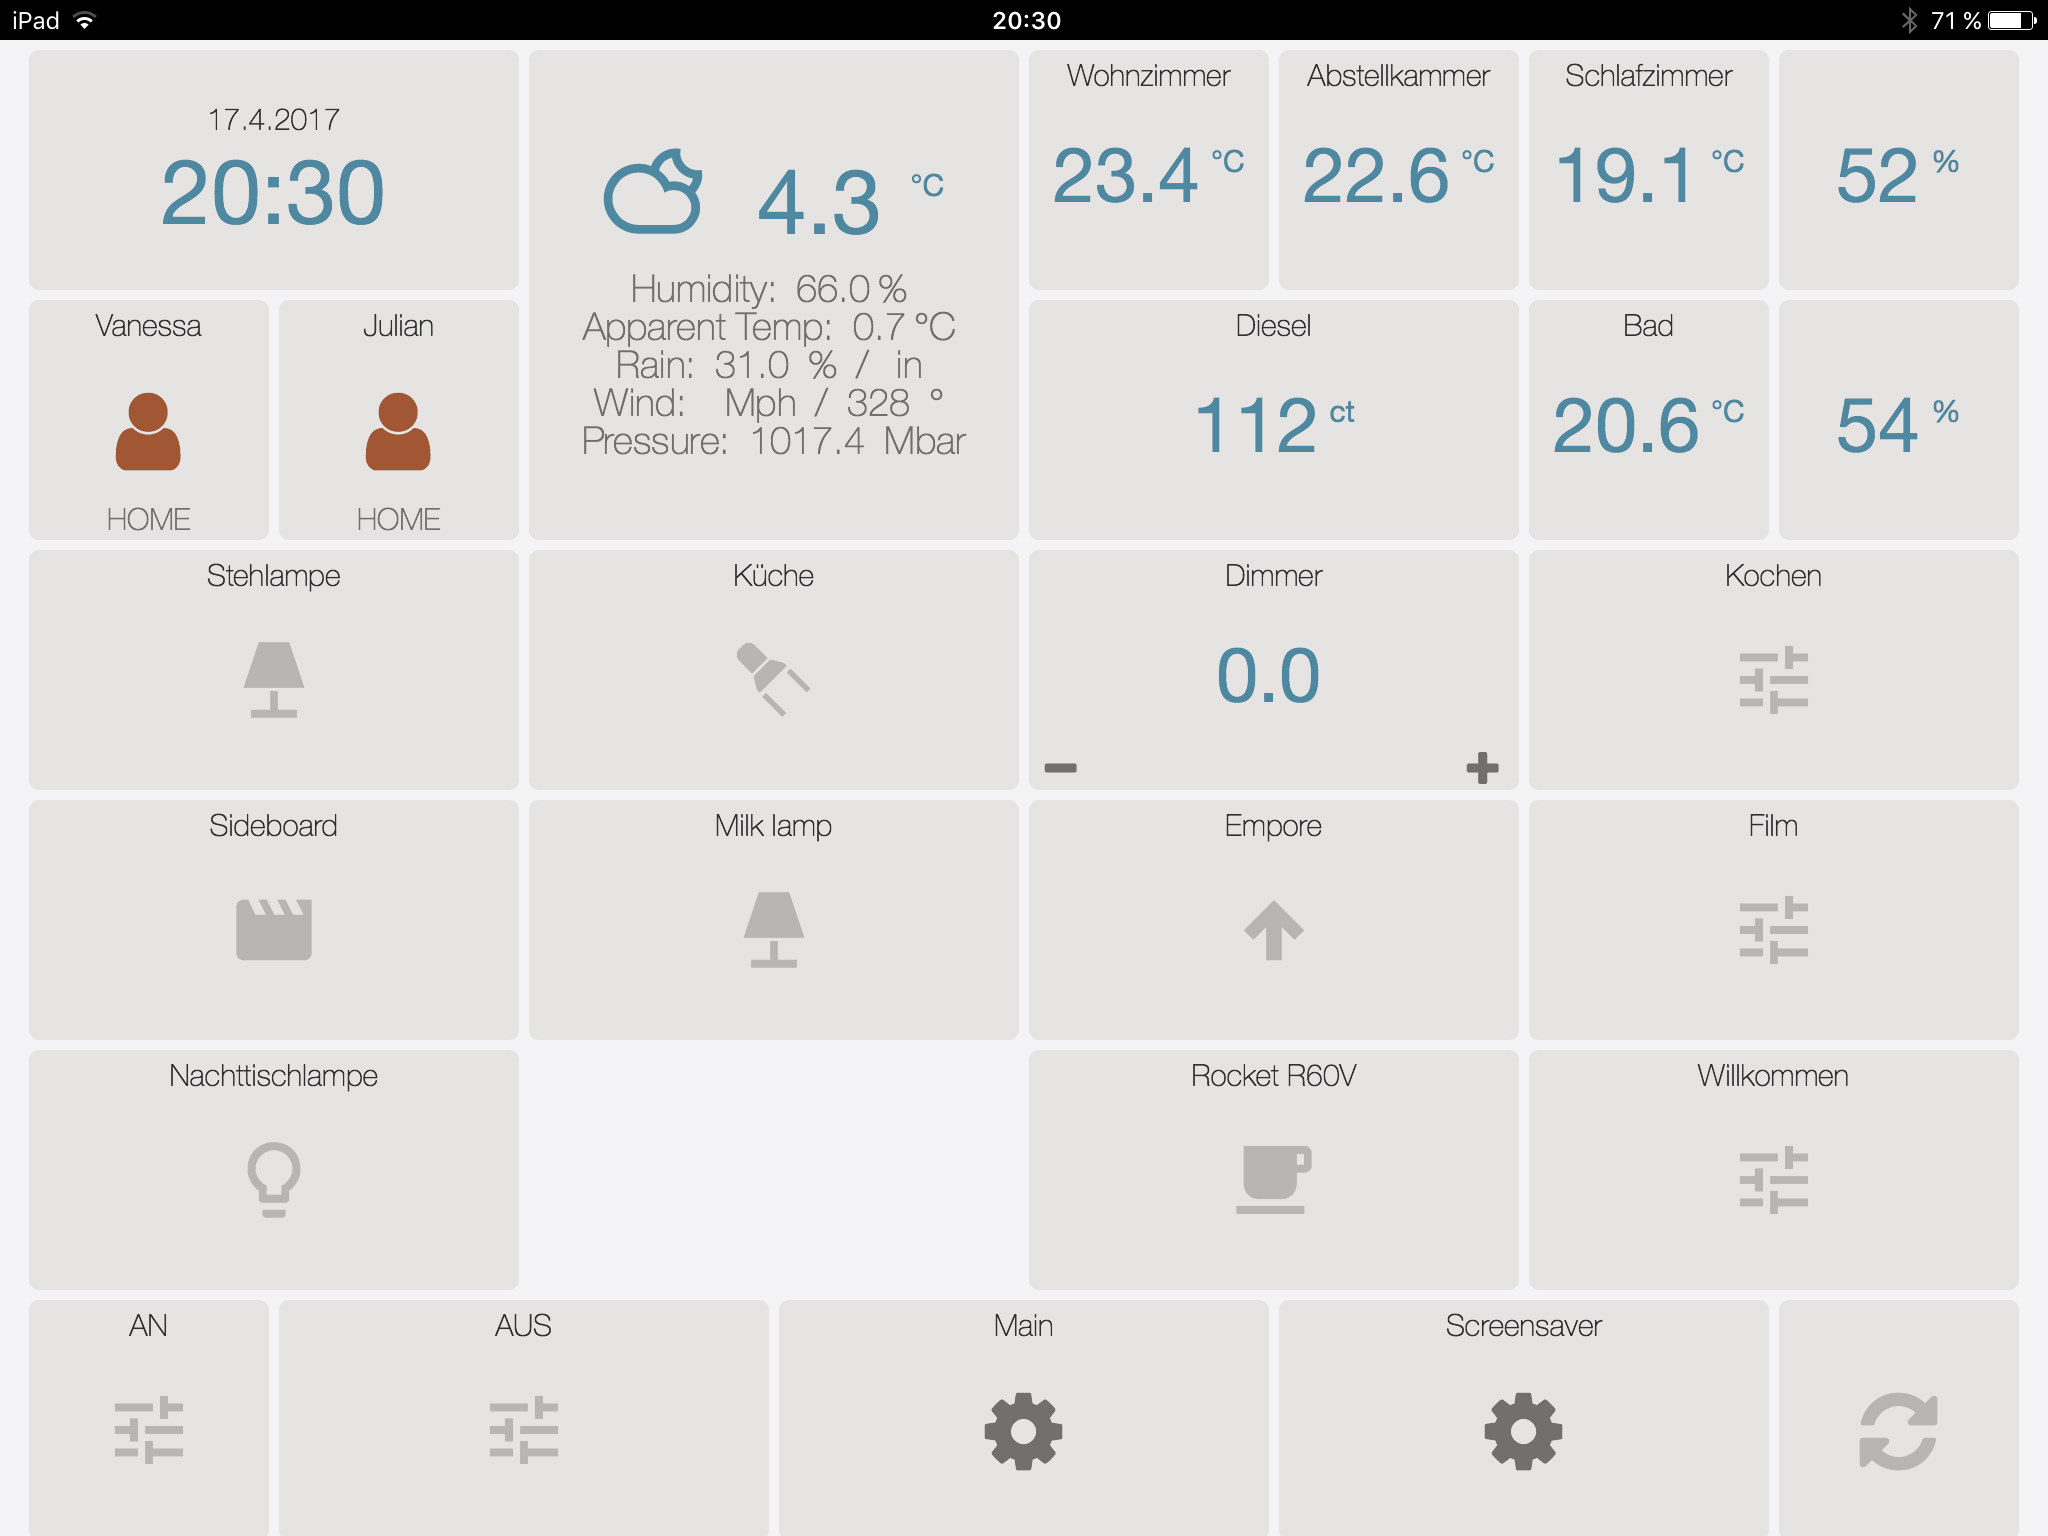 iPad 20:30 71 %
17.4.2017
20:30
4.3 °C
Humidity: 66.0 %
Apparent Temp: 0.7 °C
Rain: 31.0 % / in
Wind: Mph / 328 °
Pressure: 1017.4 Mbar
Wohnzimmer
23.4 °C
Abstellkammer
22.6 °C
Schlafzimmer
19.1 °C
52 %
Vanessa
HOME
Julian
HOME
Diesel
112 ct
Bad
20.6 °C
54 %
Stehlampe
Küche
Dimmer
0.0
Kochen
Sideboard
Milk lamp
Empore
Film
Nachttischlampe
Rocket R60V
Willkommen
AN
AUS
Main
Screensaver